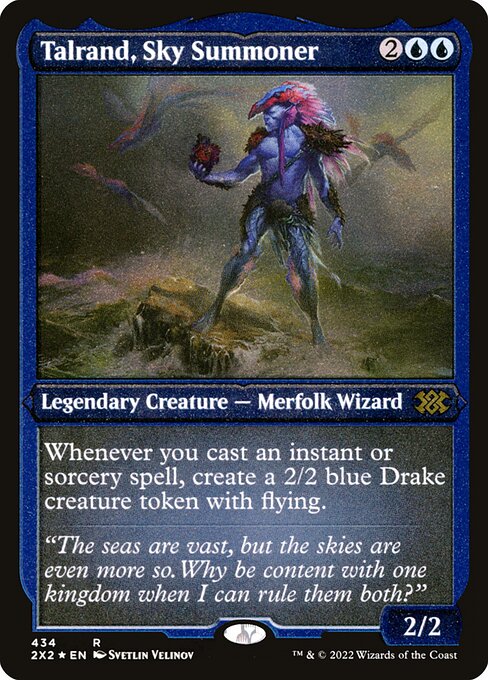 Talrand, Sky Summoner 2
Legendary Creature — Merfolk Wizard
Whenever you cast an instant or
sorcery spell, create a 2/2 blue Drake
creature token with flying.
“The seas are vast, but the skies are
even more so. Why be content with one
kingdom when I can rule them both?”
2/2
434 R
2X2 ★ EN Svetlin Velinov ™ & © 2022 Wizards of the Coast